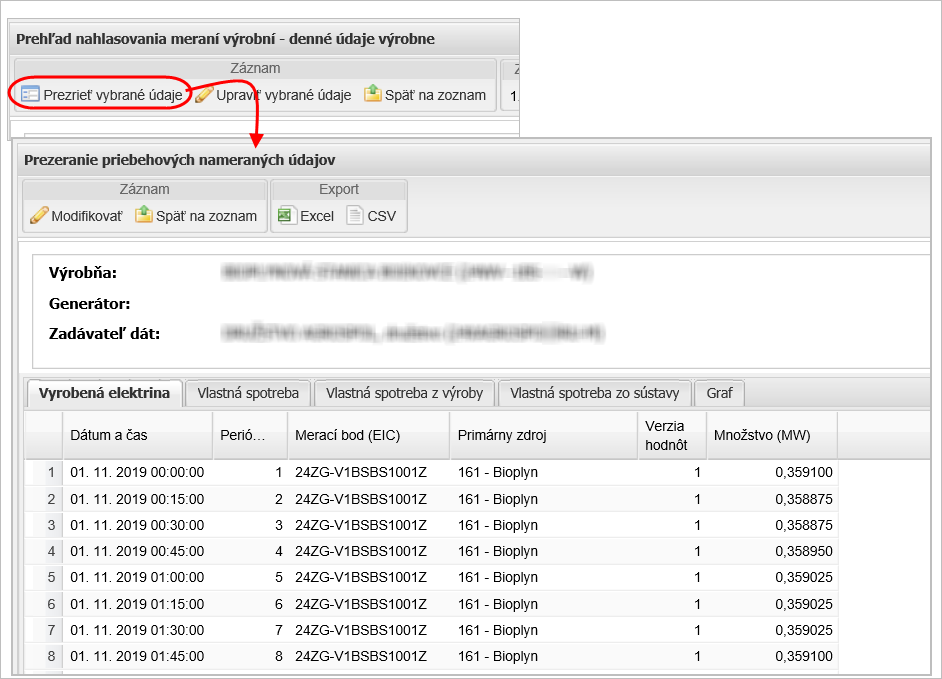 Prehľad nahlasovania meraní výrobní - denné údaje výrobne
Záznam
Prezrieť vybrané údaje Upraviť vybrané údaje Späť na zoznam
Prezeranie priebehových nameraných údajov
Záznam Export
Modifikovať Späť na zoznam Excel CSV
Výrobňa:
Generátor:
Zadávateľ dát:
Vyrobená elektrina Vlastná spotreba Vlastná spotreba z výroby Vlastná spotreba zo sústavy Graf
Dátum a čas Perió... Merací bod (EIC) Primárny zdroj Verzia hodnôt Množstvo (MW)
1 01. 11. 2019 00:00:00 1 24ZG-V1BSBS1001Z 161 - Bioplyn 1 0,359100
2 01. 11. 2019 00:15:00 2 24ZG-V1BSBS1001Z 161 - Bioplyn 1 0,358875
3 01. 11. 2019 00:30:00 3 24ZG-V1BSBS1001Z 161 - Bioplyn 1 0,358875
4 01. 11. 2019 00:45:00 4 24ZG-V1BSBS1001Z 161 - Bioplyn 1 0,358950
5 01. 11. 2019 01:00:00 5 24ZG-V1BSBS1001Z 161 - Bioplyn 1 0,359025
6 01. 11. 2019 01:15:00 6 24ZG-V1BSBS1001Z 161 - Bioplyn 1 0,359025
7 01. 11. 2019 01:30:00 7 24ZG-V1BSBS1001Z 161 - Bioplyn 1 0,359025
8 01. 11. 2019 01:45:00 8 24ZG-V1BSBS1001Z 161 - Bioplyn 1 0,359100